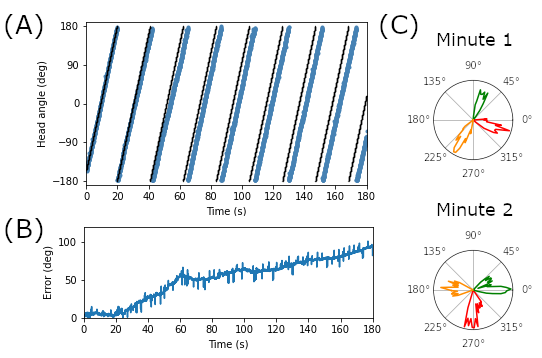 (A)
Head angle (deg)
180
90
0
−90
−180
0 20 40 60 80 100 120 140 160 180
Time (s)
(B)
Error (deg)
100
50
0
0 20 40 60 80 100 120 140 160 180
Time (s)
(C)
Minute 1
90°
135° 45°
180° 0°
225° 315°
270°
Minute 2
90°
135° 45°
180° 0°
225° 315°
270°